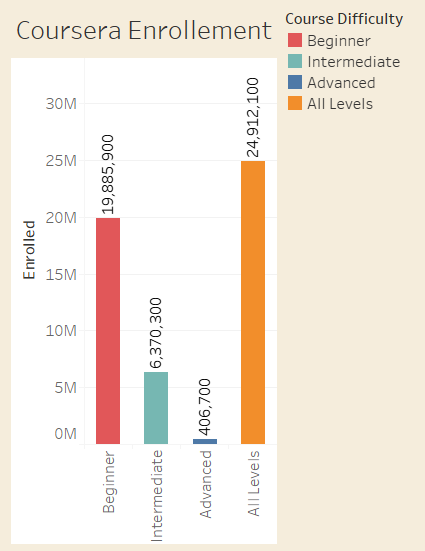 Coursera Enrollement
Course Difficulty
Beginner
Intermediate
Advanced
All Levels
Enrolled
30M
25M
20M
15M
10M
5M
0M
19,885,900
6,370,300
406,700
24,912,100
Beginner
Intermediate
Advanced
All Levels